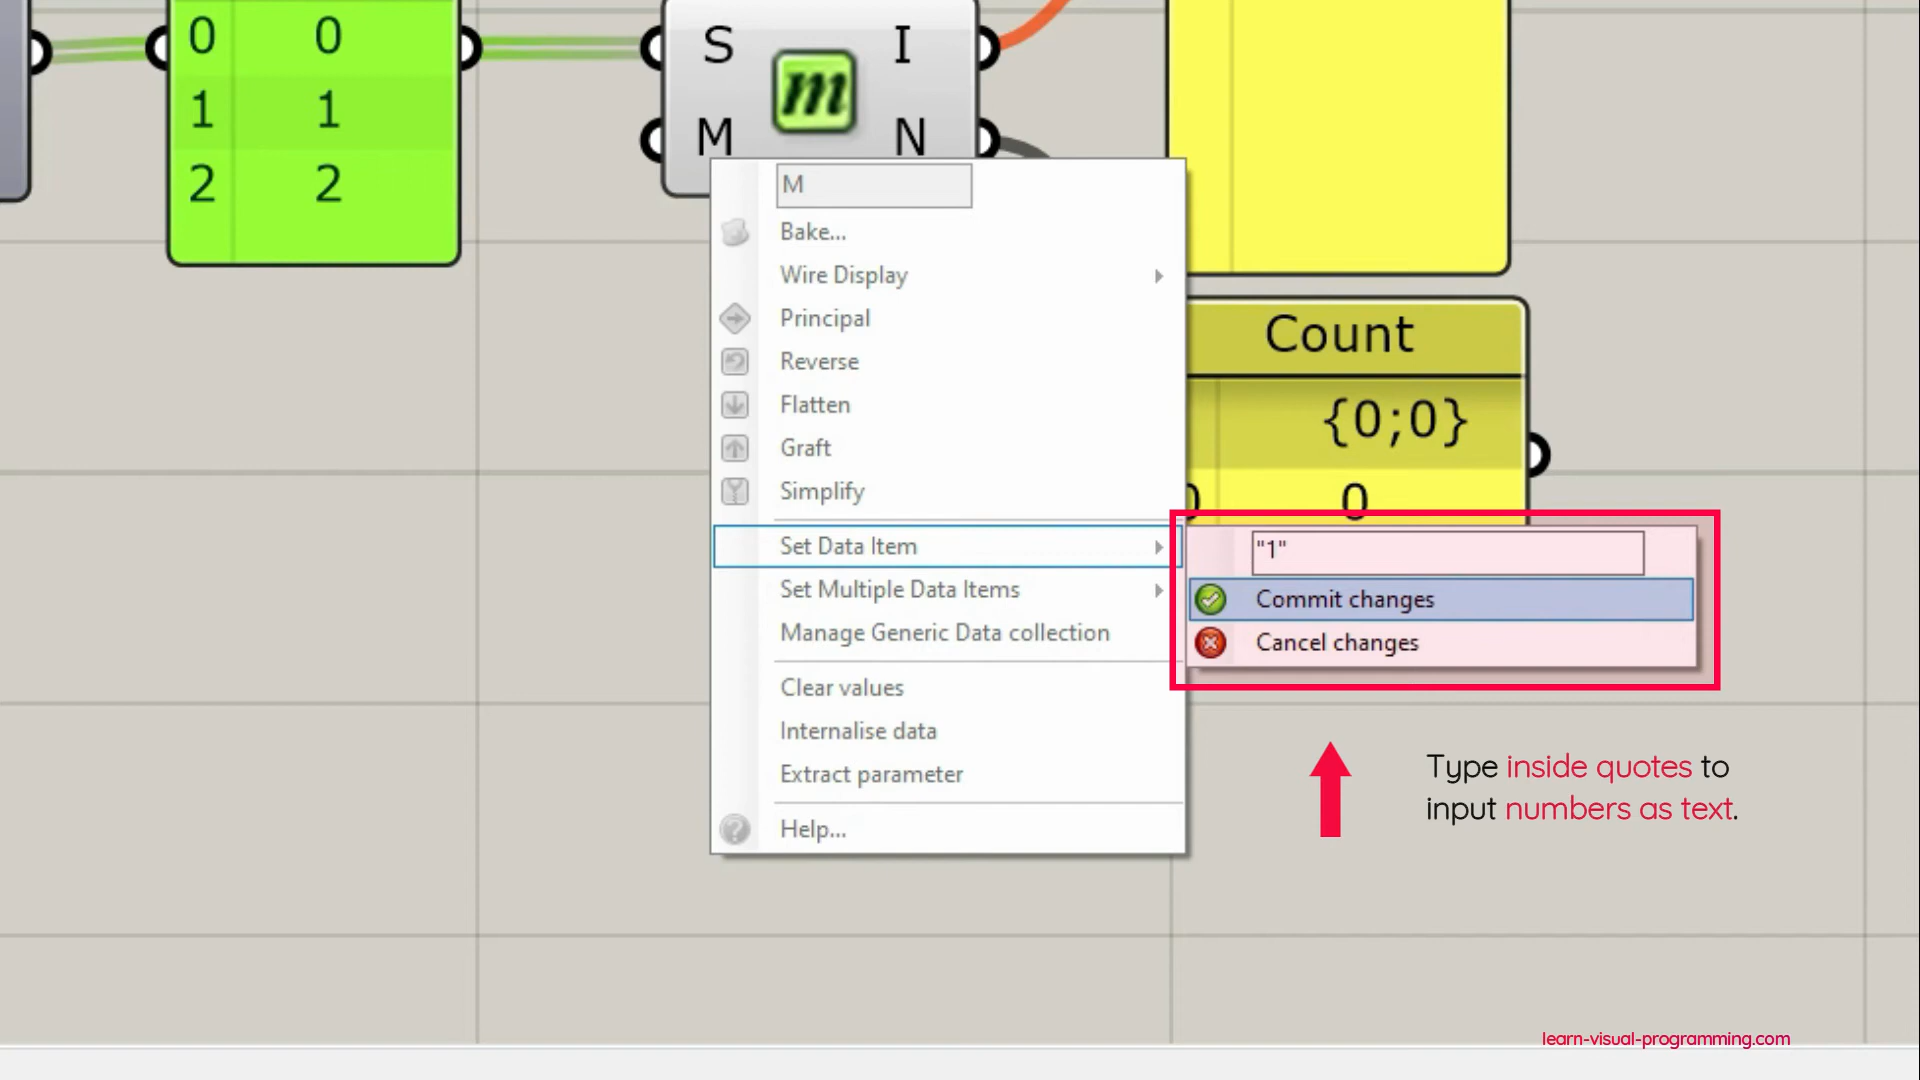 0 0
1 1
2 2
S I
m
M N
M
Bake...
Wire Display
Principal
Reverse
Flatten
Graft
Simplify
Set Data Item
Set Multiple Data Items
Manage Generic Data collection
Clear values
Internalise data
Extract parameter
Help...
Count
{0;0}
0
"1"
Commit changes
Cancel changes
Type inside quotes to
input numbers as text.
learn-visual-programming.com